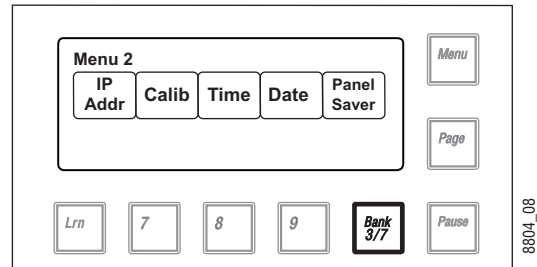 Menu 2
IP Addr
Calib
Time
Date
Panel Saver
Menu
Page
Lrn
7
8
9
Bank 3/7
Pause
8804_08